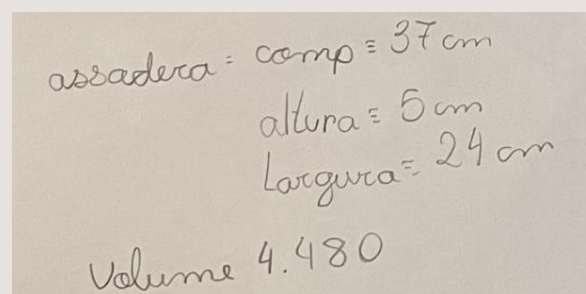 assadeira = comp = 37 cm
altura = 5 cm
Largura = 24 cm
Volume 4.480